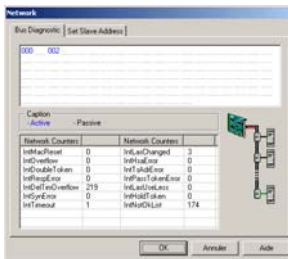 Network
Bus Diagnostic Set Slave Address
000 002
Caption
- Active - Passive
Network Counters Network Counters
IntMacReset 0 IntLasChanged 3
IntOverflow 0 IntHsaError 0
IntDoubleToken 0 IntToAdrError 0
IntRespError 0 IntPassTokenError 0
IntDelTimOverflow 219 IntLasUseLess 0
IntSynError 0 IntHoldToken 0
IntTimeout 1 IntNotOkList 174
OK Annuler Aide